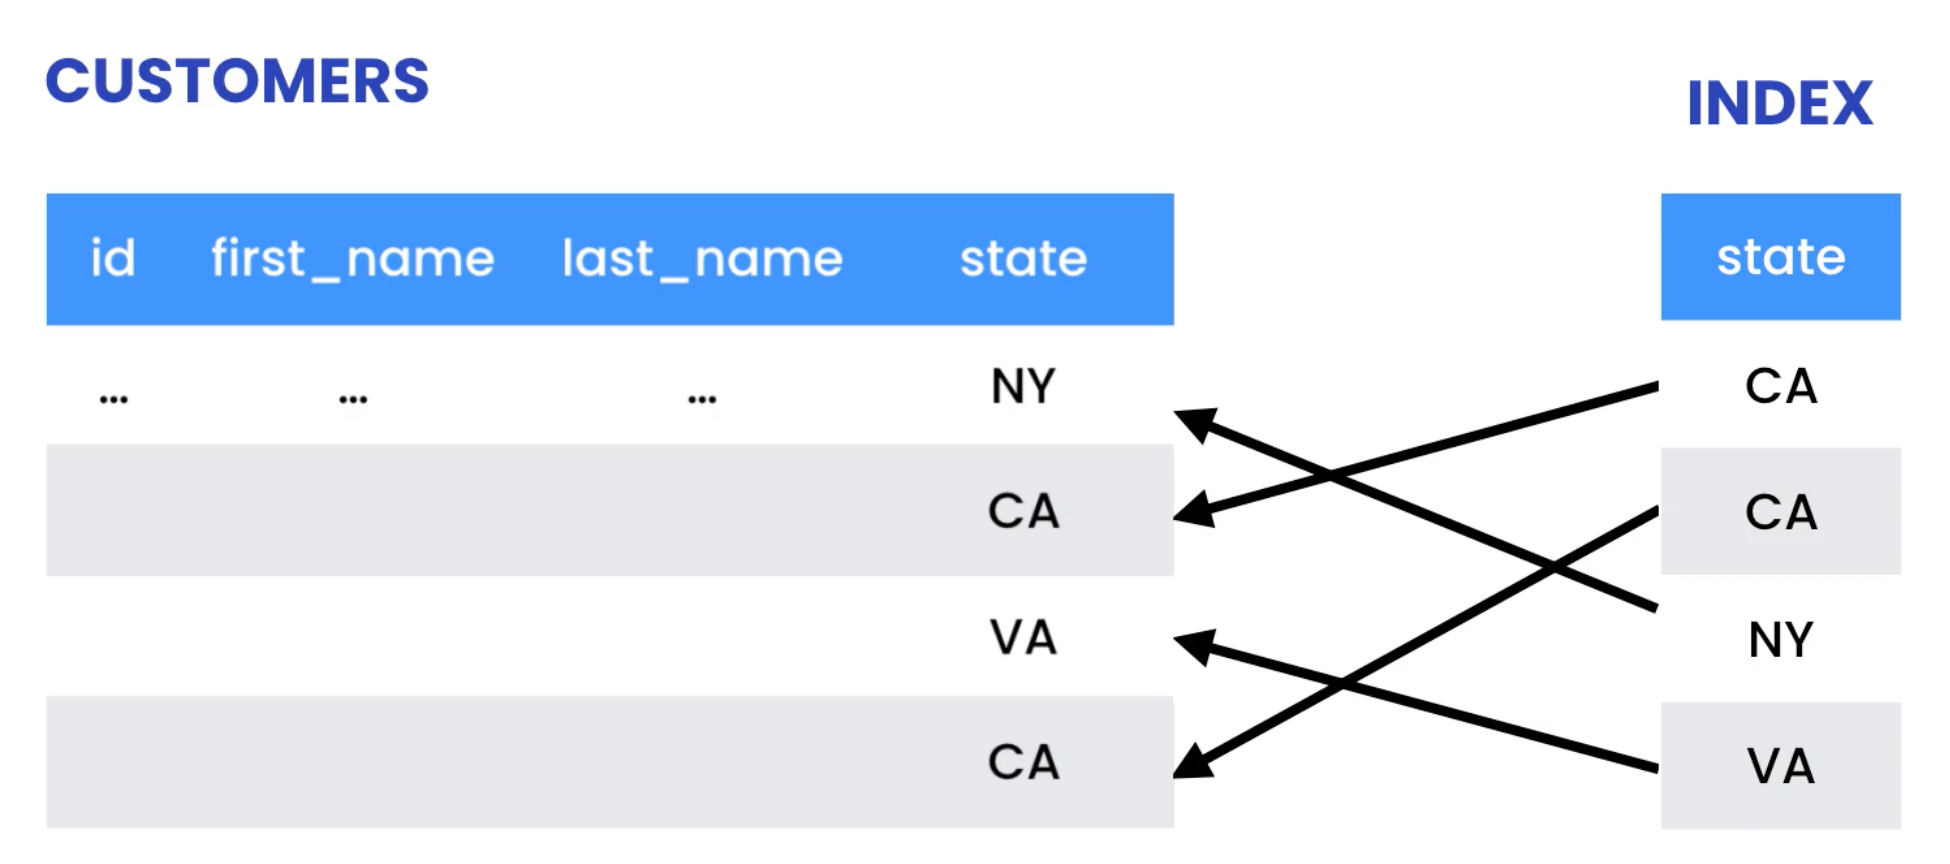 CUSTOMERS
INDEX
id first_name last_name state
state
... ... ... NY
CA
CA
CA
VA
NY
CA
VA